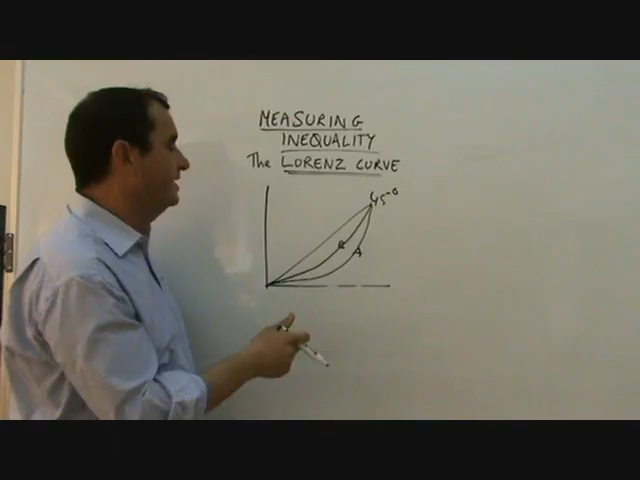 MEASURING
INEQUALITY
The LORENZ CURVE
45°
B
A